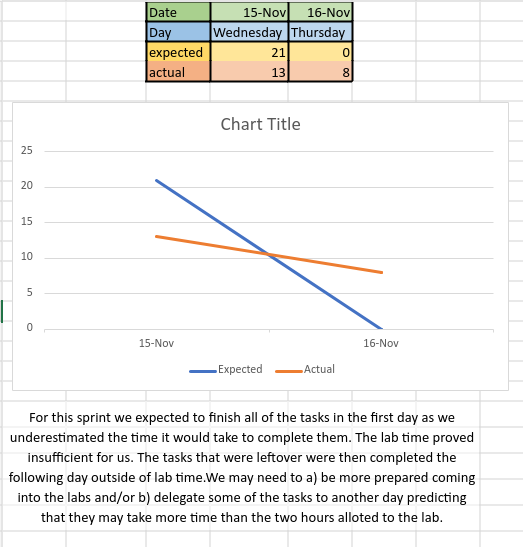 Date 15-Nov 16-Nov
Day Wednesday Thursday
expected 21 0
actual 13 8
Chart Title
25
20
15
10
5
0
15-Nov 16-Nov
Expected Actual
For this sprint we expected to finish all of the tasks in the first day as we
underestimated the time it would take to complete them. The lab time proved
insufficient for us. The tasks that were leftover were then completed the
following day outside of lab time.We may need to a) be more prepared coming
into the labs and/or b) delegate some of the tasks to another day predicting
that they may take more time than the two hours alloted to the lab.